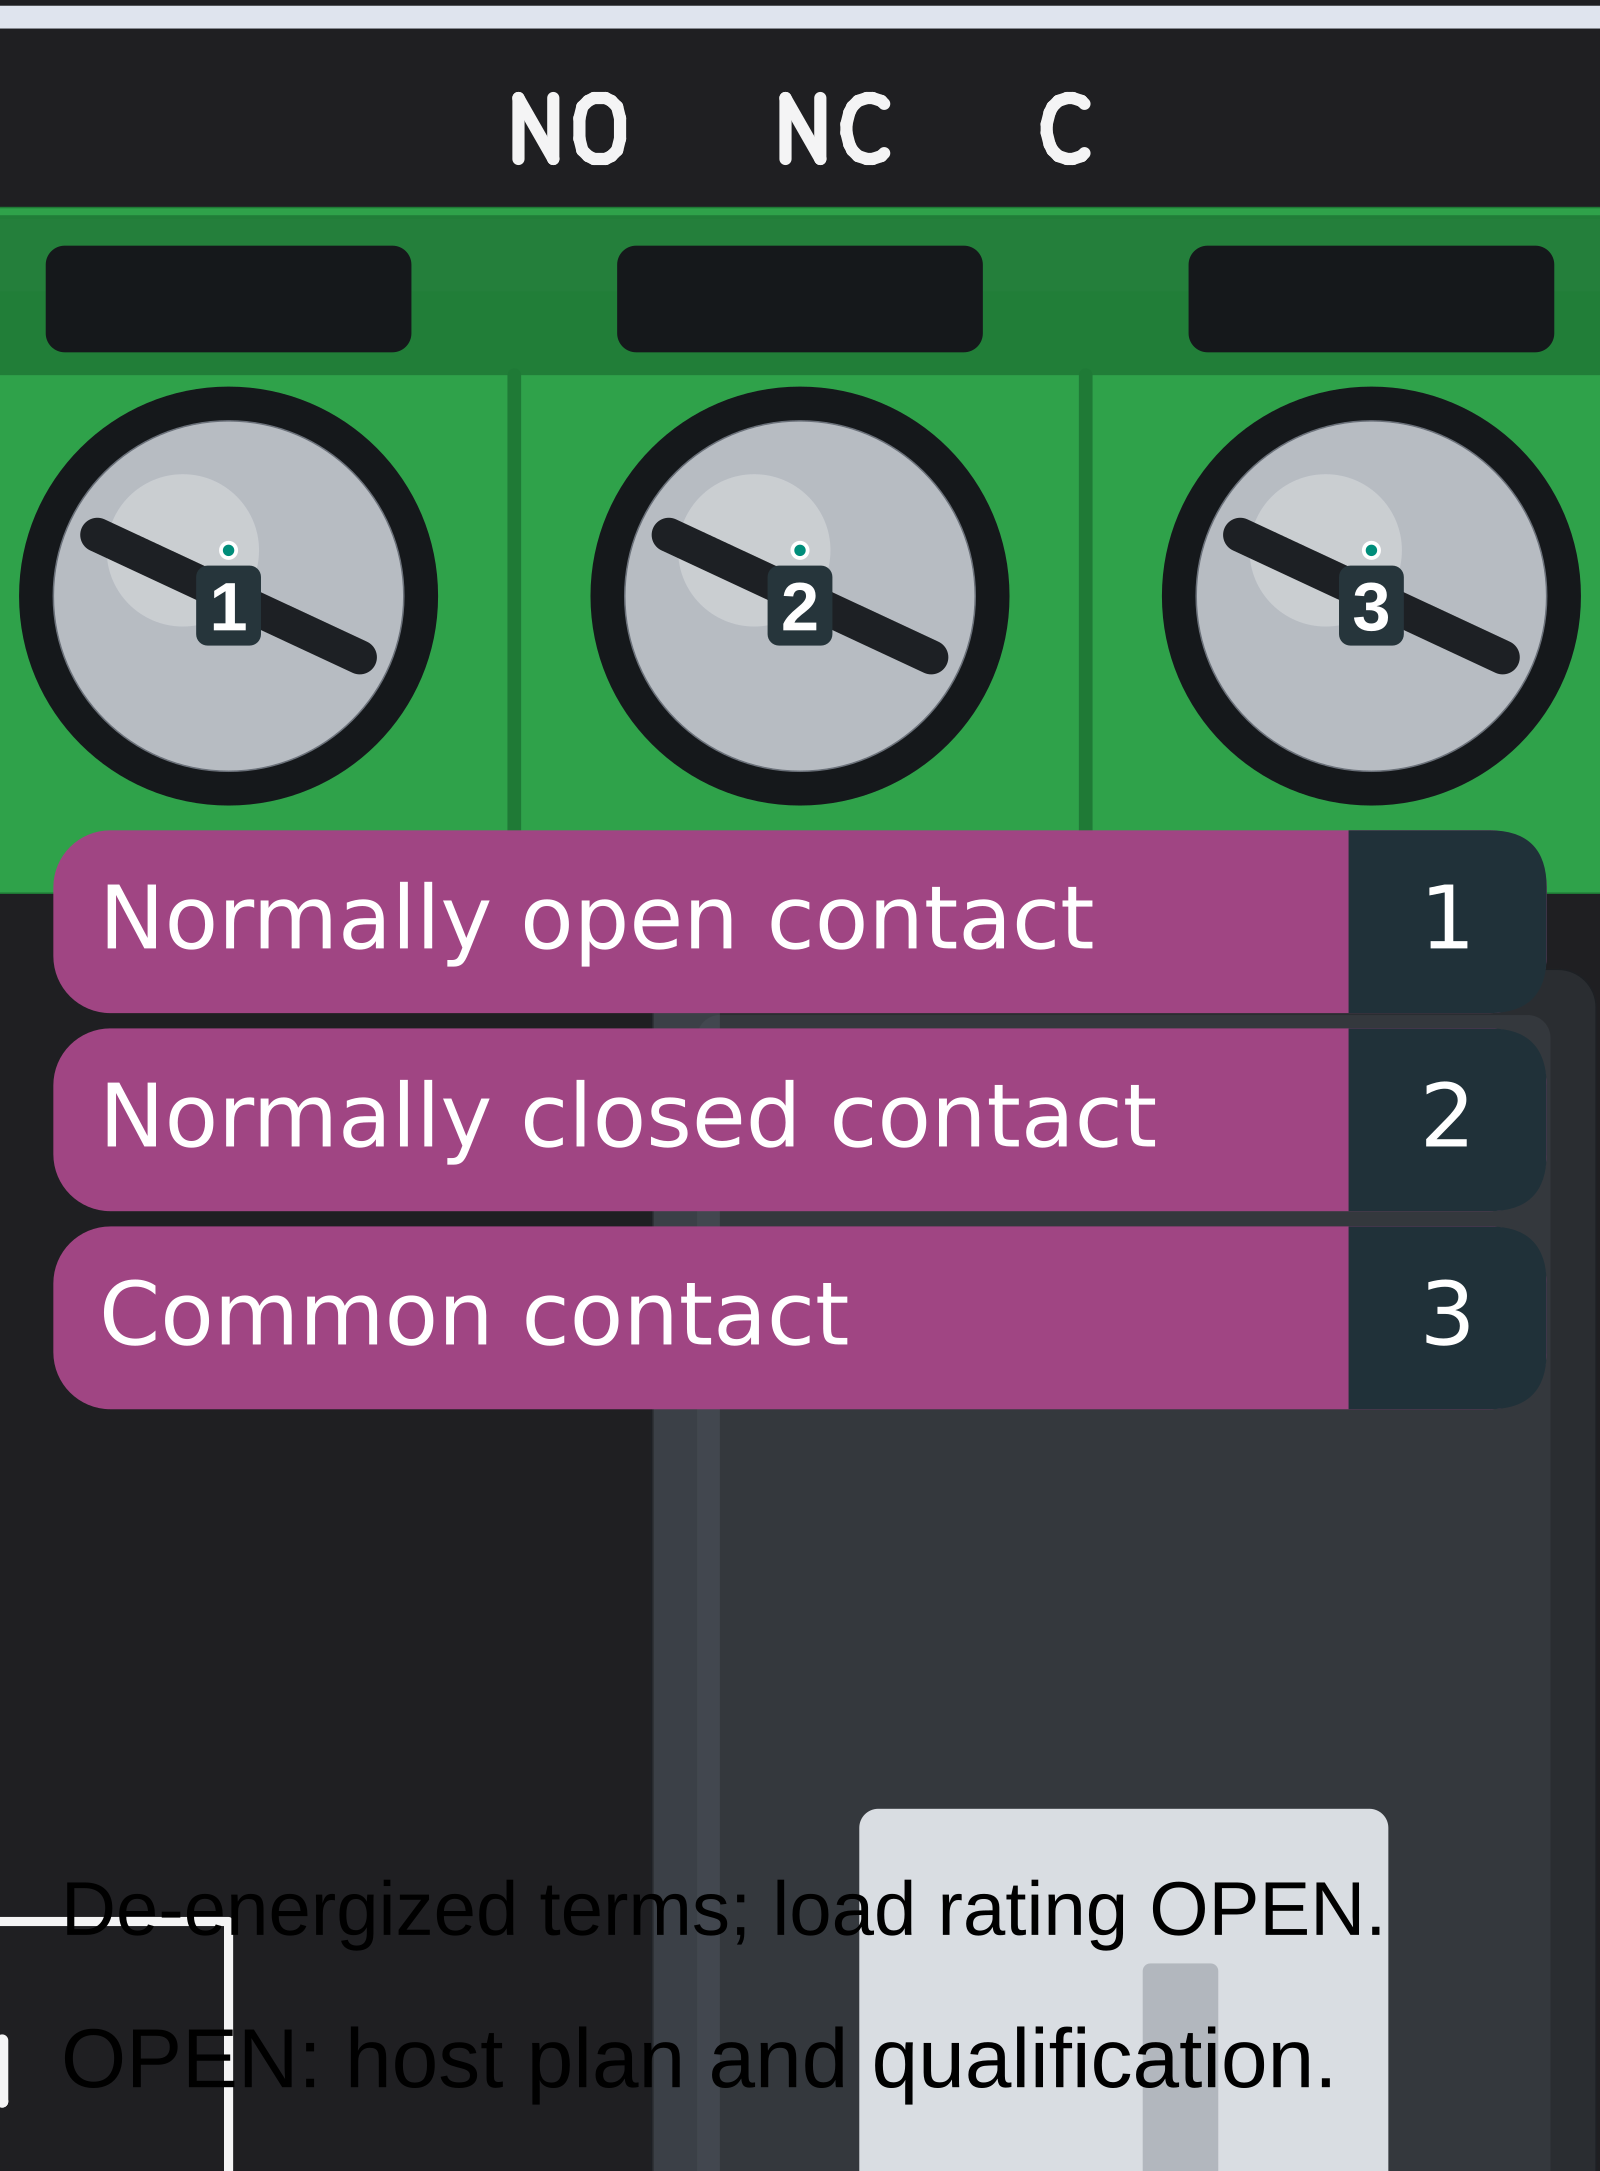 NO NC C
1 2 3
Normally open contact 1
Normally closed contact 2
Common contact 3
De-energized terms; load rating OPEN.
OPEN: host plan and qualification.